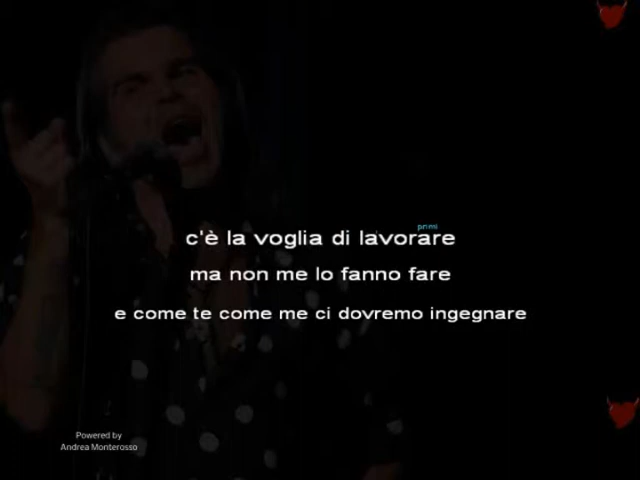 primi
c'è la voglia di lavorare
ma non me lo fanno fare
e come te come me ci dovremo ingegnare
Powered by
Andrea Monterosso